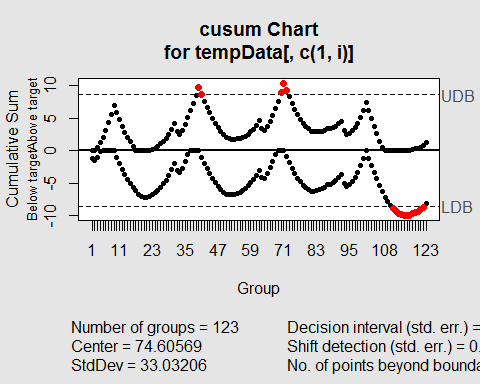 cusum Chart
for tempData[, c(1, i)]
Cumulative Sum
Below target Above target
10
5
0
-5
-10
UDB
LDB
1 11 23 35 47 59 71 83 95 108 123
Group
Number of groups = 123
Center = 74.60569
StdDev = 33.03206
Decision interval (std. err.) =
Shift detection (std. err.) = 0.
No. of points beyond bounda